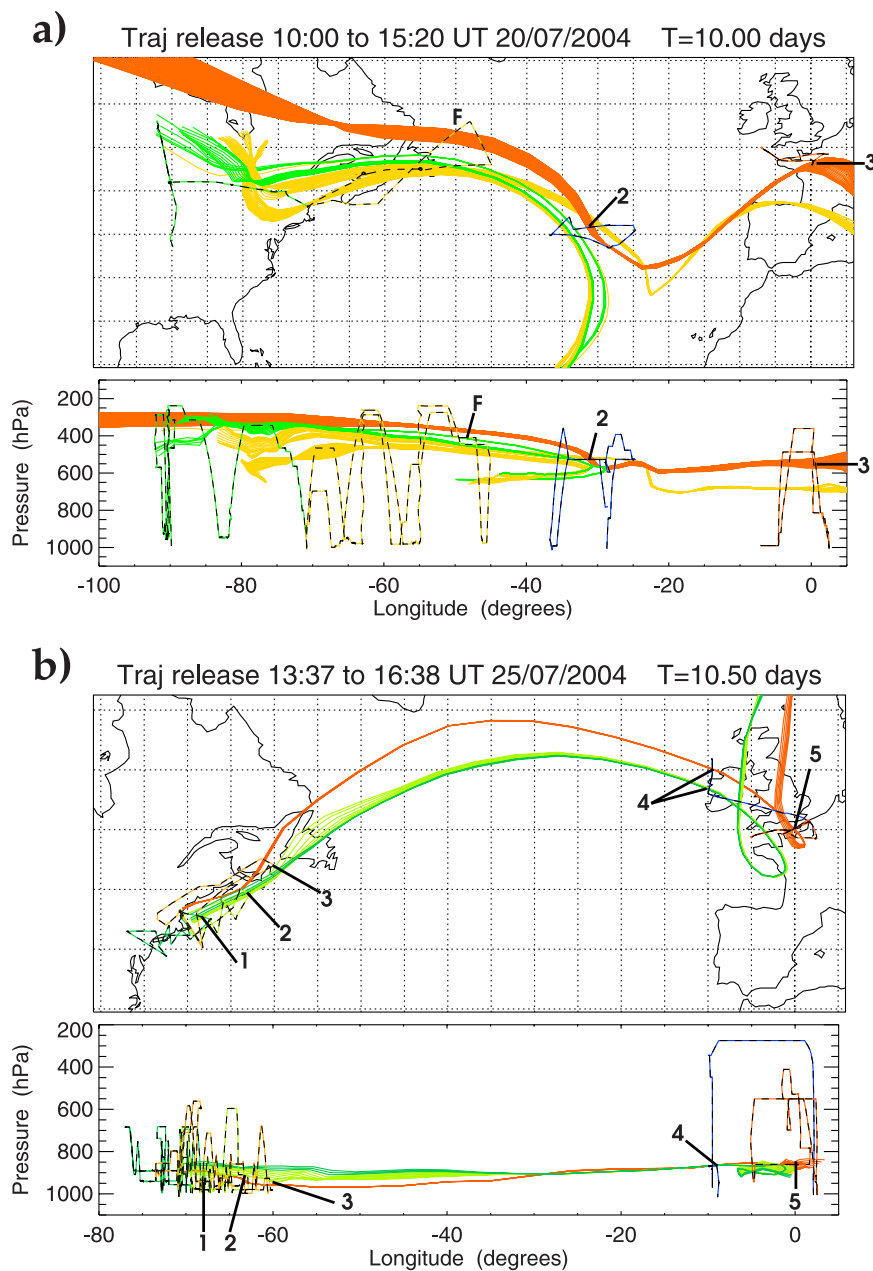 a)
Traj release 10:00 to 15:20 UT 20/07/2004 T=10.00 days
F
2
3
200
400
600
800
1000
Pressure (hPa)
F
2
3
-100 -80 -60 -40 -20 0
Longitude (degrees)
b)
Traj release 13:37 to 16:38 UT 25/07/2004 T=10.50 days
5
4
3
2
1
200
400
600
800
1000
Pressure (hPa)
4
5
3
1 2
-80 -60 -40 -20 0
Longitude (degrees)